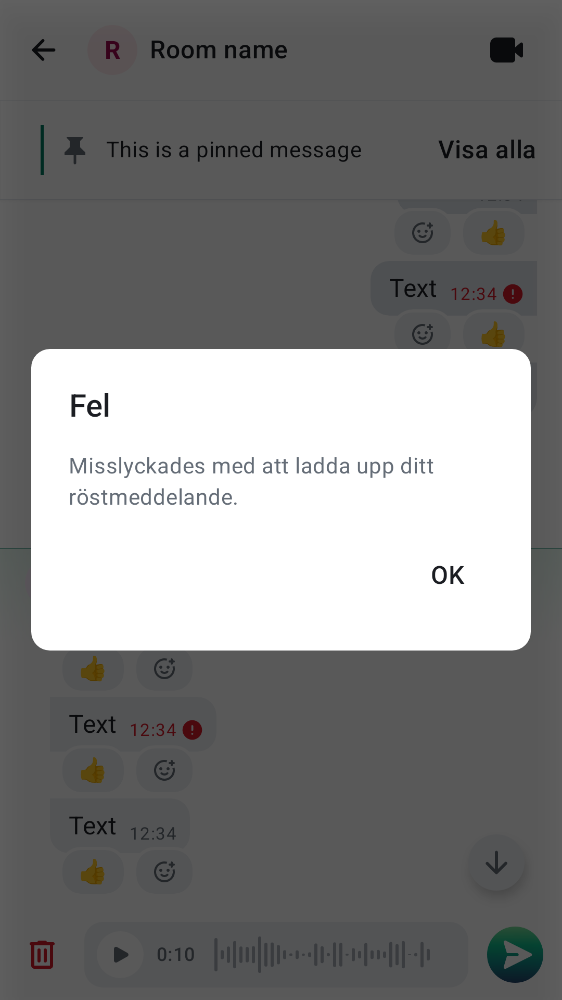 R Room name
This is a pinned message Visa alla
Text 12:34
Fel
Misslyckades med att ladda upp ditt
röstmeddelande.
OK
Text 12:34
Text 12:34
0:10